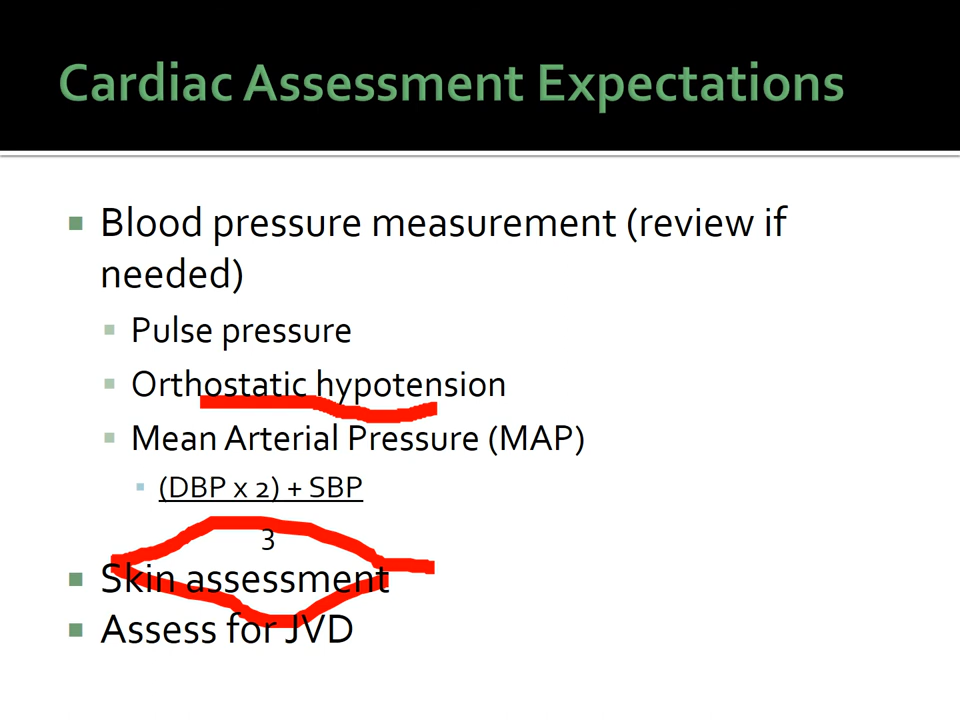 Cardiac Assessment Expectations
Blood pressure measurement (review if
needed)
Pulse pressure
Orthostatic hypotension
Mean Arterial Pressure (MAP)
(DBP x 2) + SBP
3
Skin assessment
Assess for JVD